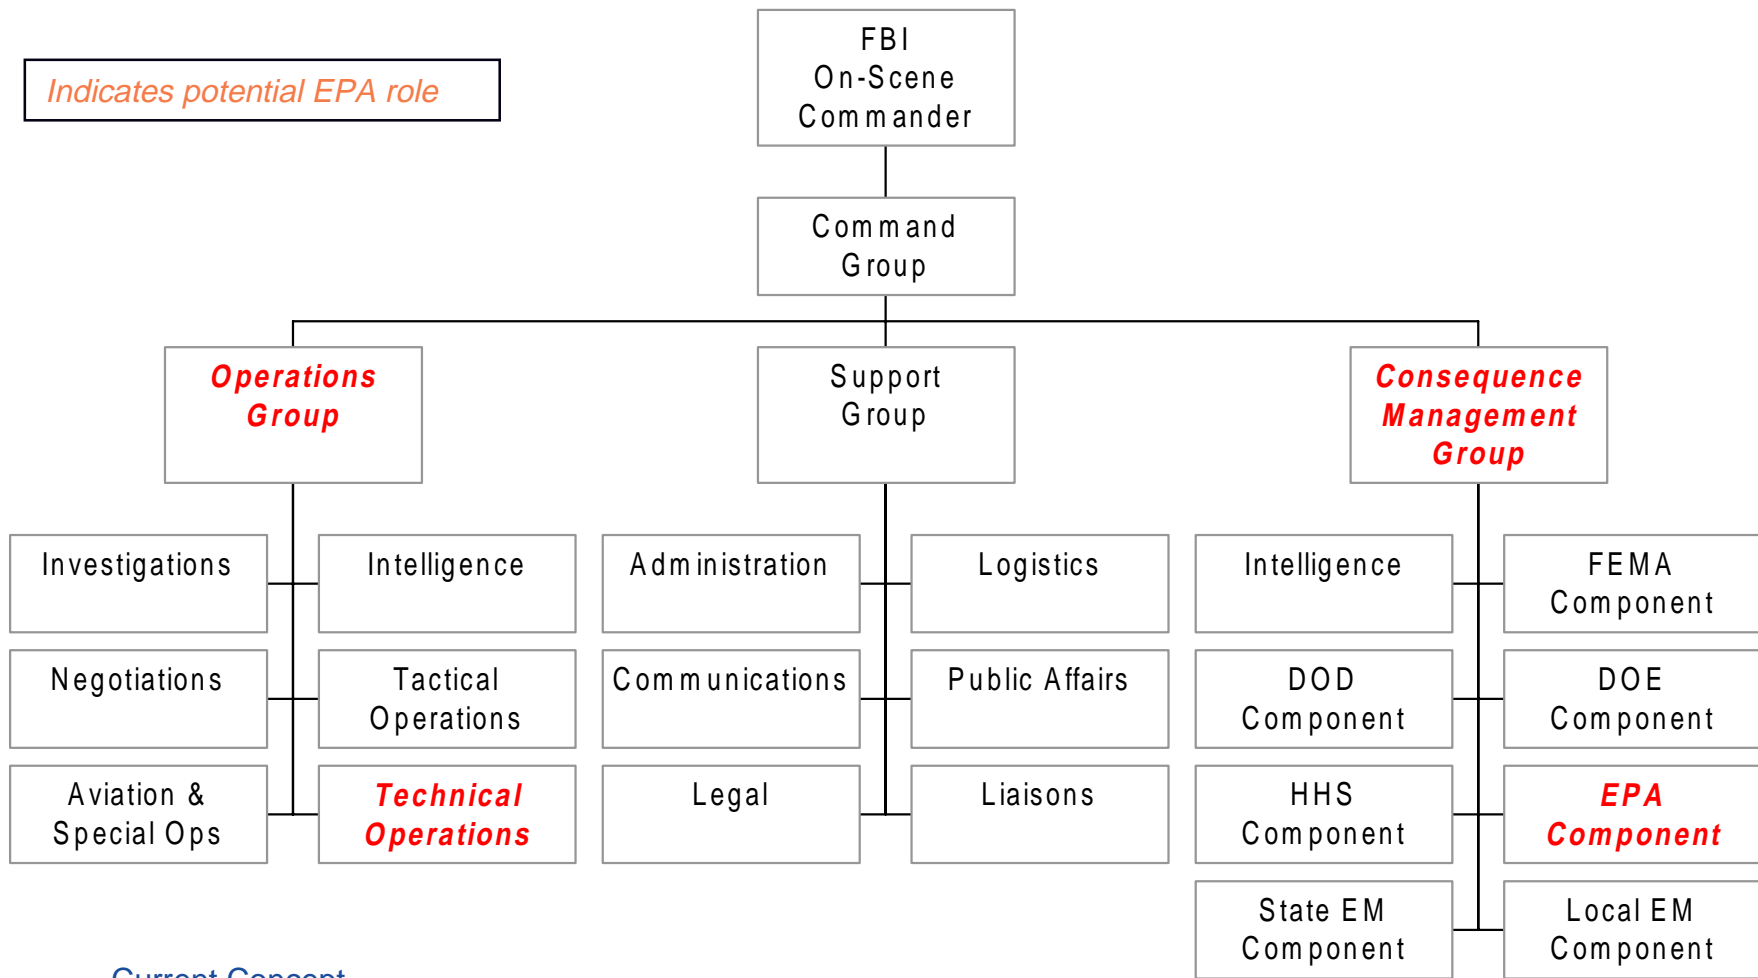 FBI
On-Scene
Commander
Indicates potential EPA role
Command
Group
Operations
Group
Support
Group
Consequence
Management
Group
Investigations
Intelligence
Administration
Logistics
Intelligence
FEMA
Component
Negotiations
Tactical
Operations
Communications
Public Affairs
DOD
Component
DOE
Component
Aviation &
Special Ops
Technical
Operations
Legal
Liaisons
HHS
Component
EPA
Component
State EM
Component
Local EM
Component
Current Concept